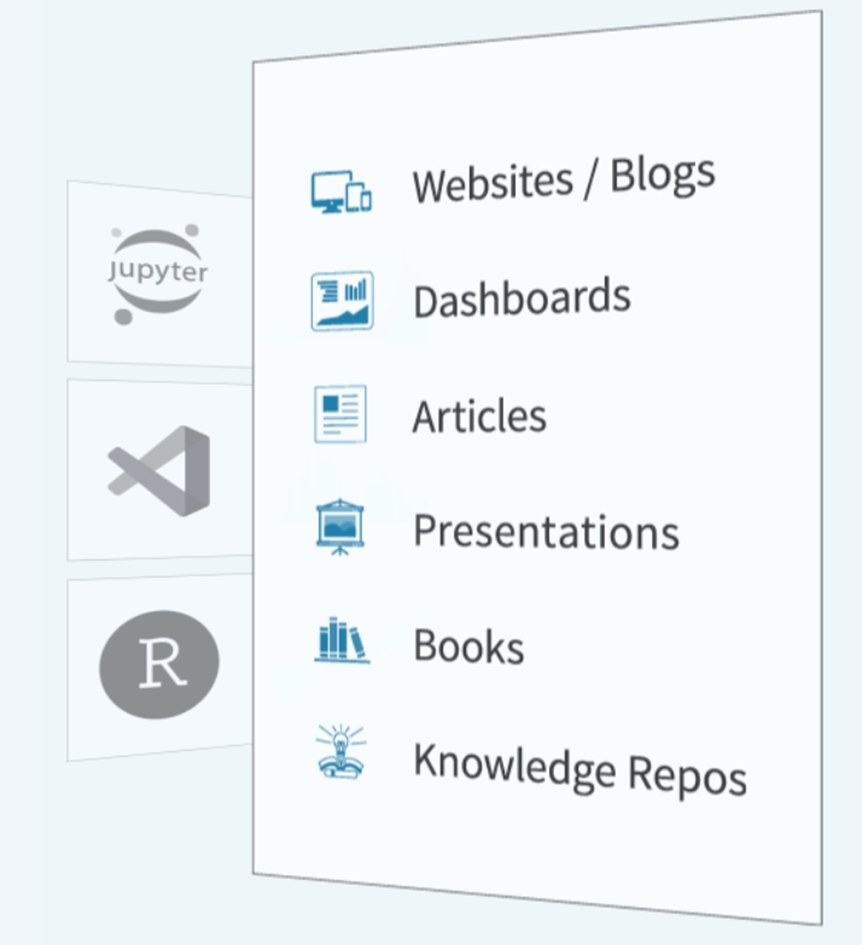 Jupyter
R
Websites / Blogs
Dashboards
Articles
Presentations
Books
Knowledge Repos